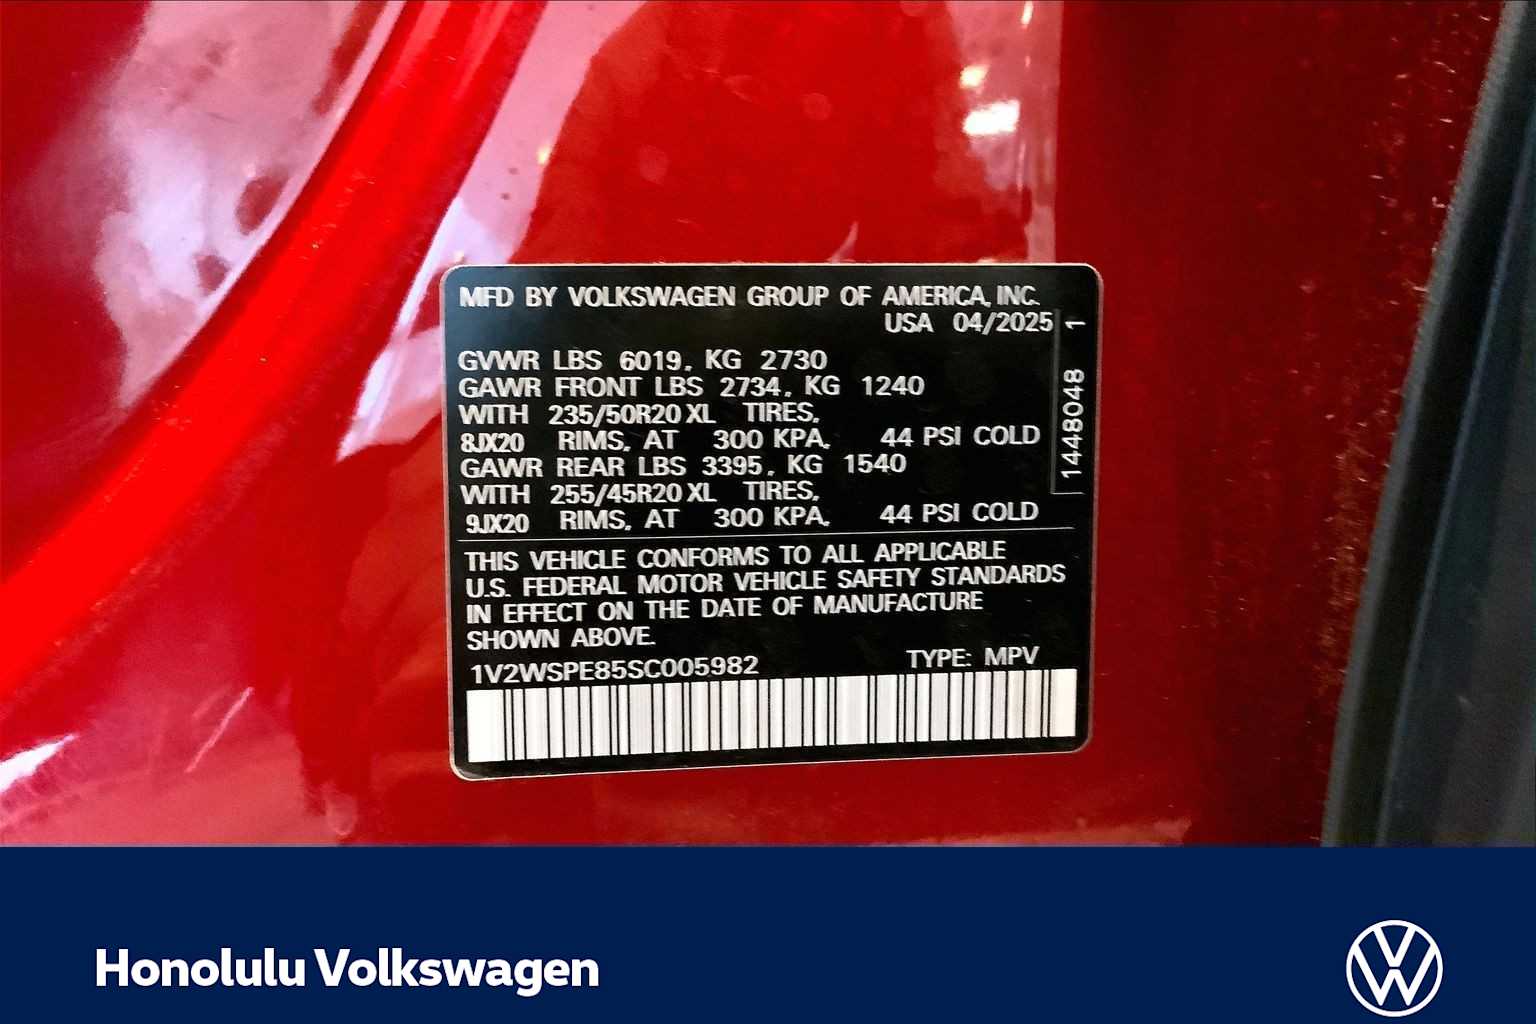 MFD BY VOLKSWAGEN GROUP OF AMERICA, INC.
USA 04/2025
GVWR LBS 6019, KG 2730
GAWR FRONT LBS 2734, KG 1240
WITH 235/50R20 XL TIRES,
8JX20 RIMS, AT 300 KPA, 44 PSI COLD
GAWR REAR LBS 3395, KG 1540
WITH 255/45R20 XL TIRES,
9JX20 RIMS, AT 300 KPA, 44 PSI COLD
1448048 1
THIS VEHICLE CONFORMS TO ALL APPLICABLE
U.S. FEDERAL MOTOR VEHICLE SAFETY STANDARDS
IN EFFECT ON THE DATE OF MANUFACTURE
SHOWN ABOVE.
1V2WSPE85SC005982 TYPE: MPV
Honolulu Volkswagen